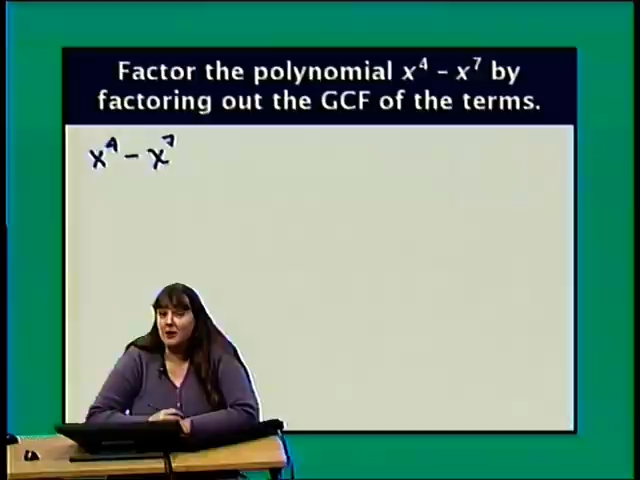 Factor the polynomial x⁴ – x⁷ by
factoring out the GCF of the terms.
x⁴ – x⁷